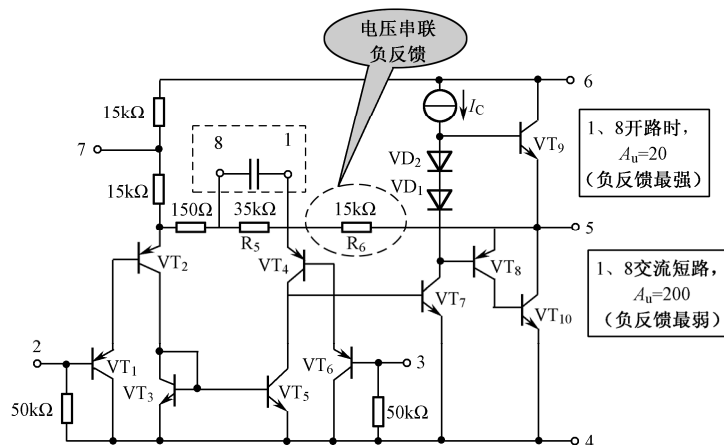 电压串联
负反馈
6
15kΩ
I_C
7
8
1
VT₉
1、8开路时,
Aᵤ=20
(负反馈最强)
VD₂
VD₁
15kΩ
150Ω
35kΩ
15kΩ
5
R₅
R₆
VT₂
VT₄
VT₈
1、8交流短路,
Aᵤ=200
(负反馈最弱)
VT₇
VT₁₀
2
3
VT₁
VT₆
VT₃
VT₅
50kΩ
50kΩ
4